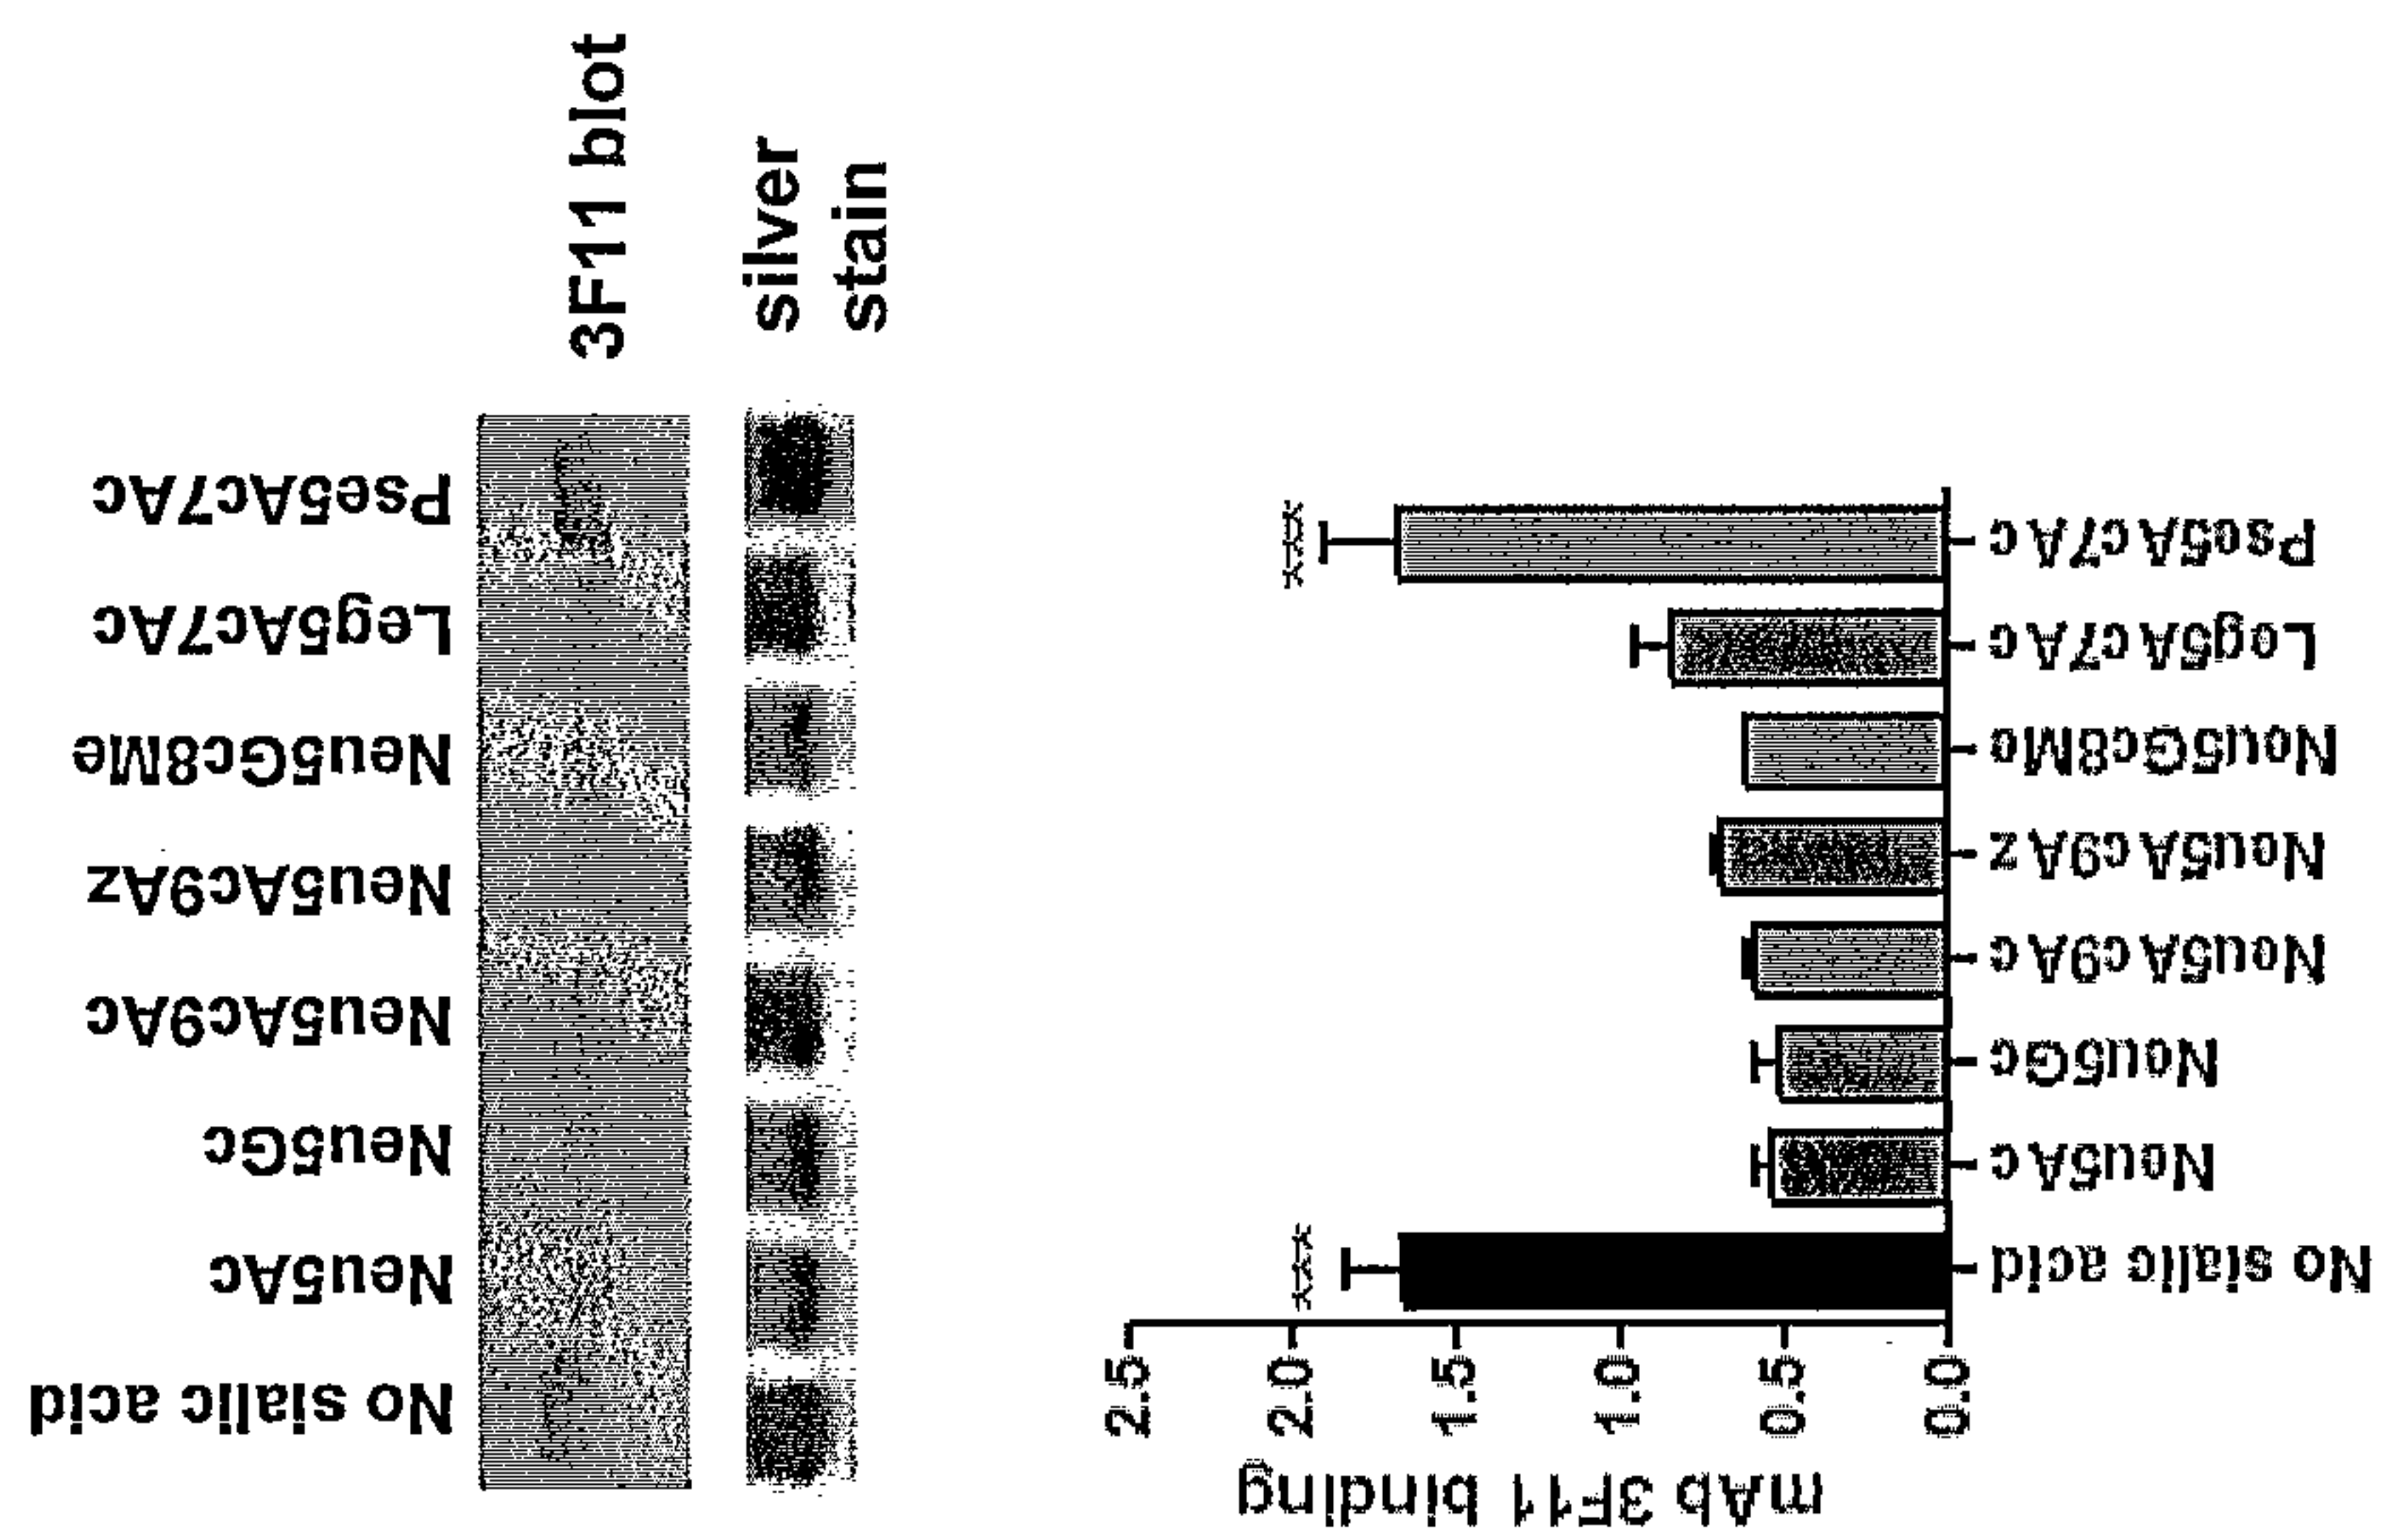 No sialic acid
Neu5Ac
Neu5Gc
Neu5Ac9Ac
Neu5Ac9Az
Neu5Gc8Me
Leg5Ac7Ac
Pse5Ac7Ac
3F11 blot
silver
stain
mAb 3F11 binding
2.5
2.0
1.5
1.0
0.5
0.0
***
***
No sialic acid
Neu5Ac
Neu5Gc
Neu5Ac9Ac
Neu5Ac9Az
Neu5Gc8Me
Leg5Ac7Ac
Pse5Ac7Ac